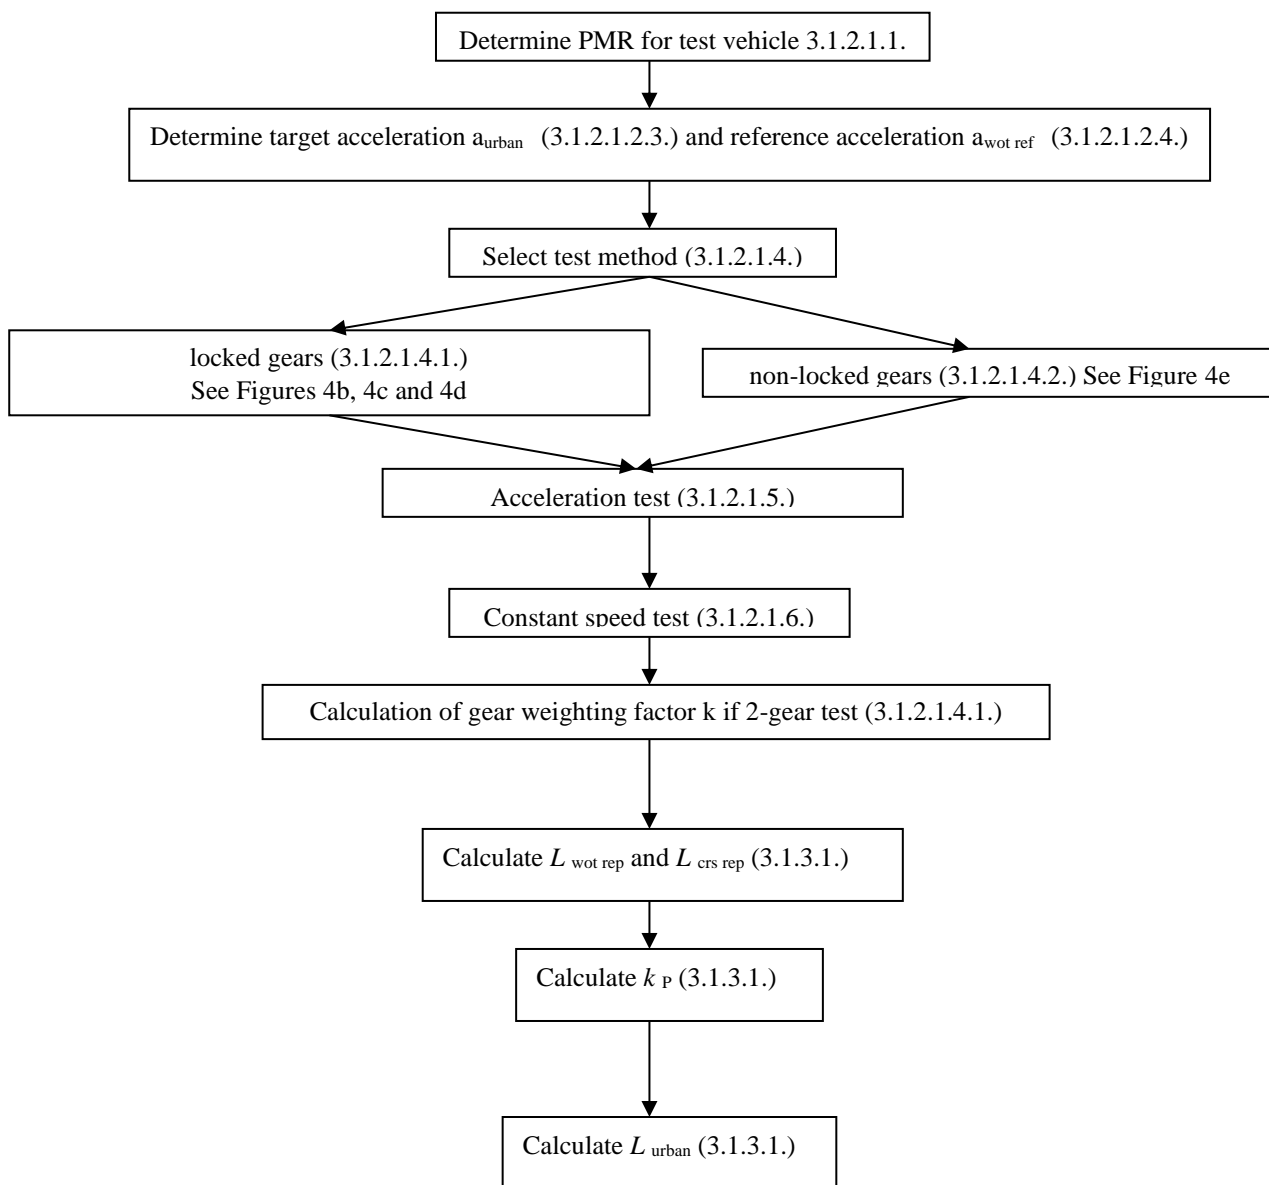 Determine PMR for test vehicle 3.1.2.1.1.
Determine target acceleration aurban (3.1.2.1.2.3.) and reference acceleration awot ref (3.1.2.1.2.4.)
Select test method (3.1.2.1.4.)
locked gears (3.1.2.1.4.1.)
See Figures 4b, 4c and 4d
non-locked gears (3.1.2.1.4.2.) See Figure 4e
Acceleration test (3.1.2.1.5.)
Constant speed test (3.1.2.1.6.)
Calculation of gear weighting factor k if 2-gear test (3.1.2.1.4.1.)
Calculate L wot rep and L crs rep (3.1.3.1.)
Calculate k P (3.1.3.1.)
Calculate L urban (3.1.3.1.)